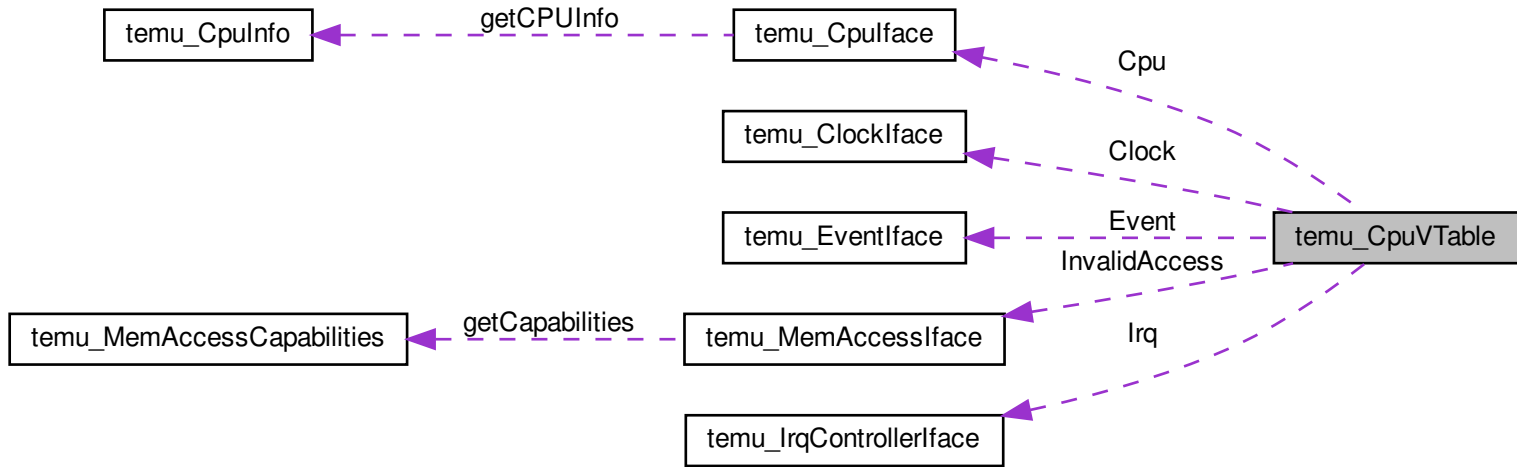 temu_CpuInfo
getCPUInfo
temu_CpuIface
Cpu
temu_ClockIface
Clock
temu_EventIface
Event
temu_CpuVTable
InvalidAccess
temu_MemAccessCapabilities
getCapabilities
temu_MemAccessIface
Irq
temu_IrqControllerIface